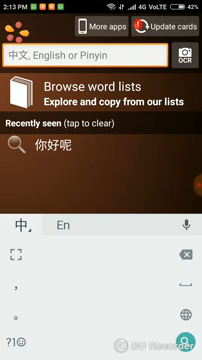 2:13 PM 4G VoLTE 42%
More apps Update cards
中文, English or Pinyin
OCR
Browse word lists
Explore and copy from our lists
Recently seen (tap to clear)
你好呢
中 En
，
。
?1☺
DU Recorder